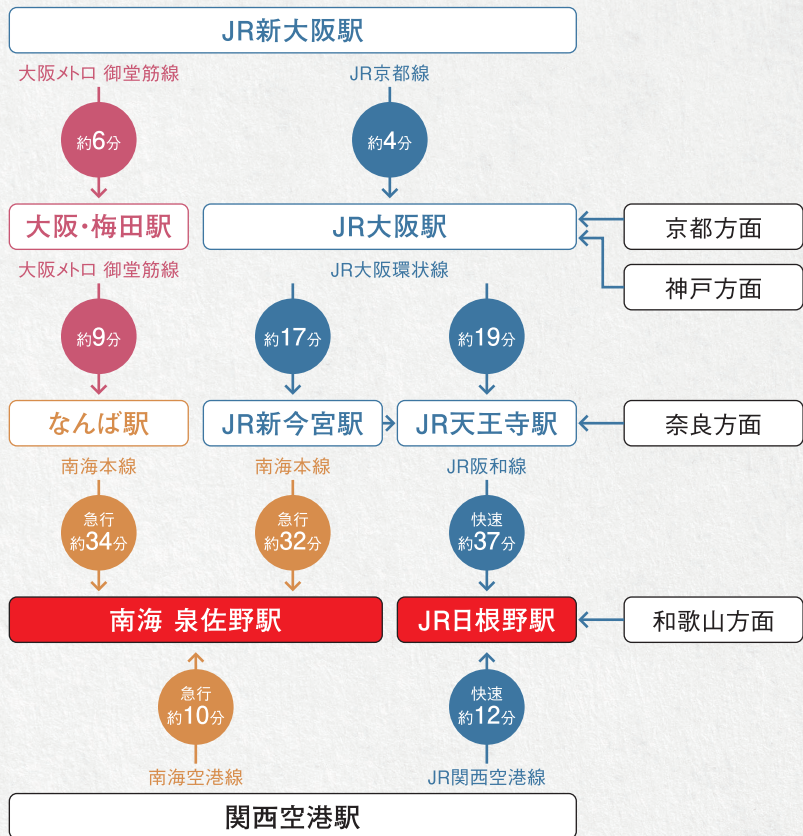 JR新大阪駅
大阪メトロ 御堂筋線
JR京都線
約6分
約4分
大阪・梅田駅
JR大阪駅
京都方面
大阪メトロ 御堂筋線
JR大阪環状線
神戸方面
約9分
約17分
約19分
なんば駅
JR新今宮駅
JR天王寺駅
奈良方面
南海本線
南海本線
JR阪和線
急行
約34分
急行
約32分
快速
約37分
南海 泉佐野駅
JR日根野駅
和歌山方面
急行
約10分
快速
約12分
南海空港線
JR関西空港線
関西空港駅